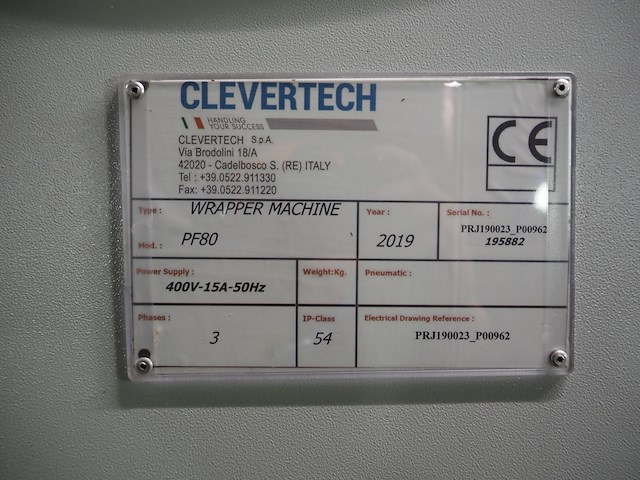 CLEVERTECH
HANDLING
YOUR SUCCESS
CLEVERTECH S.p.A.
Via Brodolini 18/A
42020 - Cadelbosco S. (RE) ITALY
Tel : +39.0522.911330
Fax: +39.0522.911220
CE
Type : WRAPPER MACHINE
Mod. : PF80
Year : 2019
Serial No. :
PRJ190023_P00962
195882
Power Supply :
400V-15A-50Hz
Weight:Kg.
Pneumatic :
Phases :
3
IP-Class
54
Electrical Drawing Reference :
PRJ190023_P00962